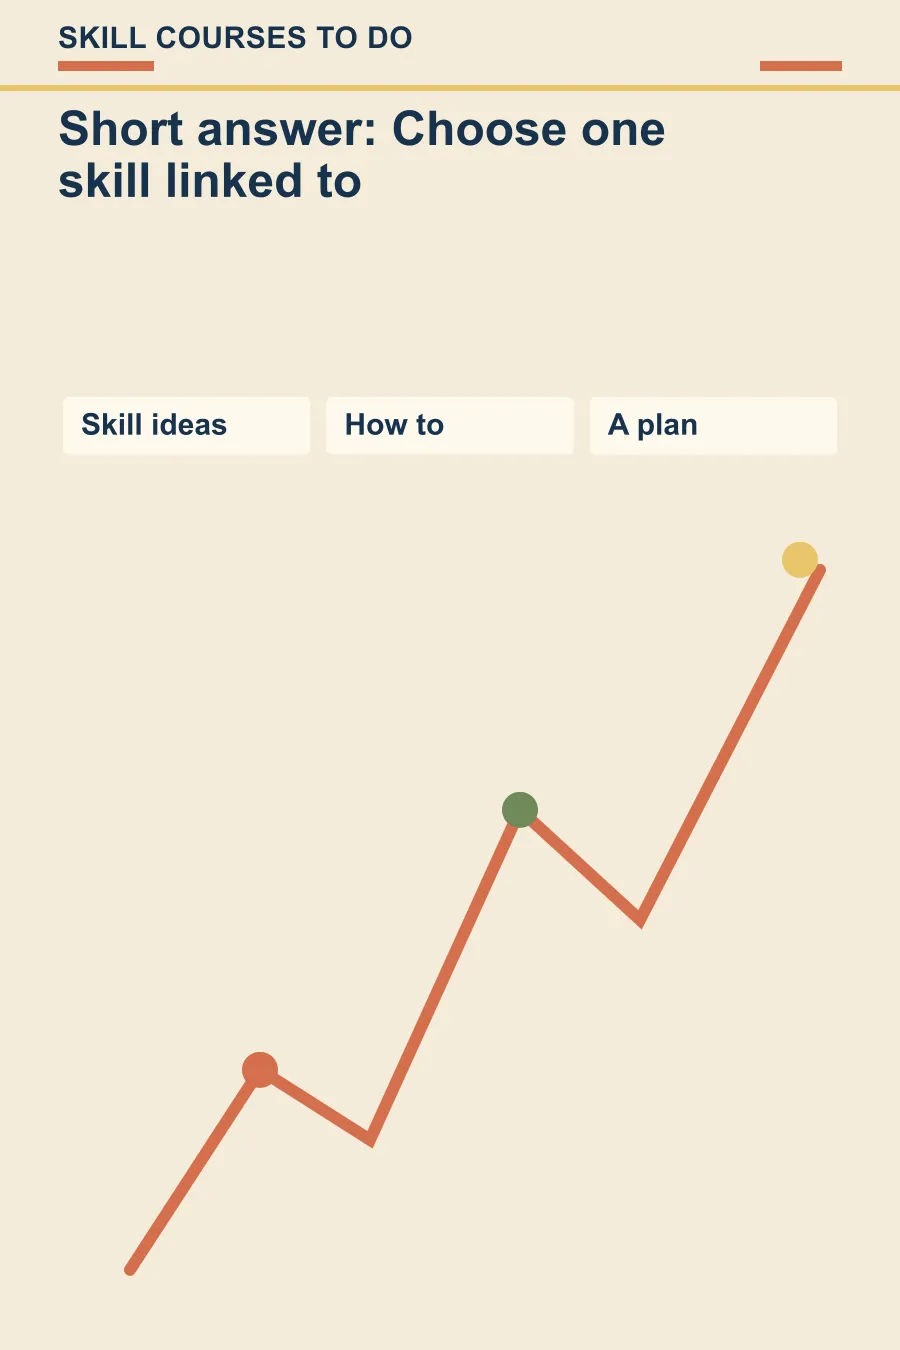 SKILL COURSES TO DO
Short answer: Choose one
skill linked to
Skill ideas
How to
A plan